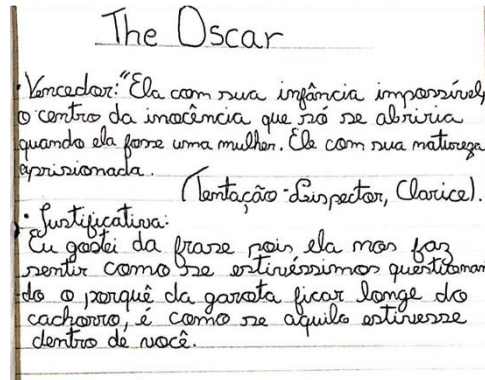 The Oscar
• Vencedor: "Ela com sua infância impossível,
o centro da inocência que só se abriria
quando ela fosse uma mulher. Ele com sua natureza
aprisionada.
(Tentação - Lispector, Clarice).
• Justificativa:
Eu gostei da frase pois ela nos faz
sentir como se estivéssimos questionan
do o porquê da garota ficar longe do
cachorro, é como se aquilo estivesse
dentro de você.